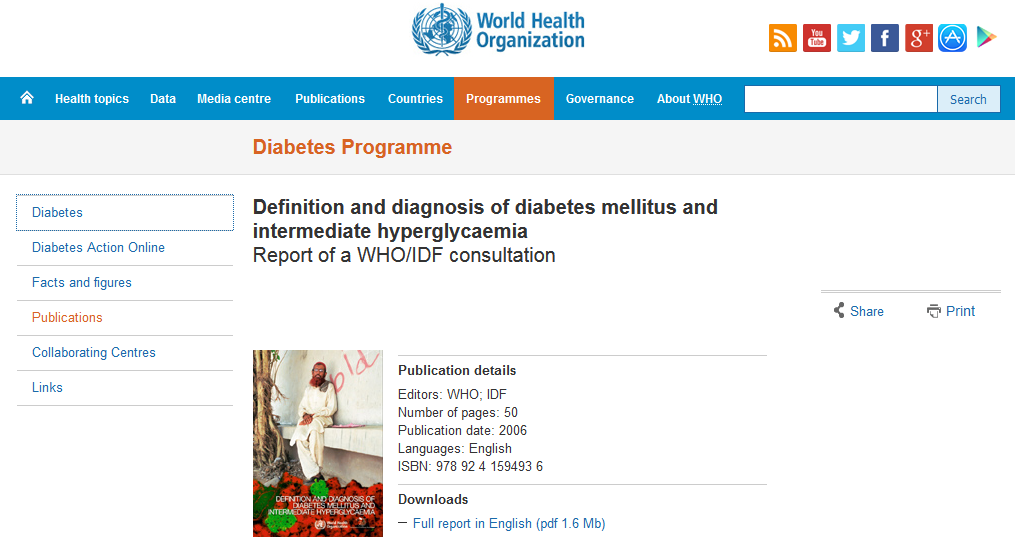 World Health
Organization
You
Tube
g+
Health topics Data Media centre Publications Countries Programmes Governance About WHO Search
Diabetes Programme
Diabetes
Diabetes Action Online
Facts and figures
Publications
Collaborating Centres
Links
Definition and diagnosis of diabetes mellitus and
intermediate hyperglycaemia
Report of a WHO/IDF consultation
Share Print
old
DEFINITION AND DIAGNOSIS OF
DIABETES MELLITUS AND
INTERMEDIATE HYPERGLYCAEMIA
World Health
Organization
Publication details
Editors: WHO; IDF
Number of pages: 50
Publication date: 2006
Languages: English
ISBN: 978 92 4 159493 6
Downloads
— Full report in English (pdf 1.6 Mb)